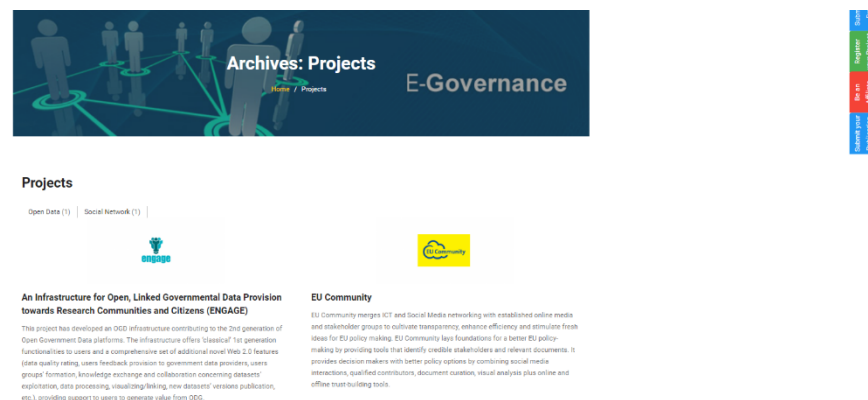 Archives: Projects
Home / Projects
E-Governance
Register
Be an
Submit your
Projects
Open Data (1)
Social Network (1)
engage
EU Community
An Infrastructure for Open, Linked Governmental Data Provision
towards Research Communities and Citizens (ENGAGE)
This project has developed an OGD infrastructure contributing to the 2nd generation of
Open Government Data platforms. The infrastructure offers 'classical' 1st generation
functionalities to users and a comprehensive set of additional novel Web 2.0 features
(data quality rating, users feedback provision to government data providers, users
groups' formation, knowledge exchange and collaboration concerning datasets'
exploitation, data processing, visualizing/linking, new datasets' versions publication,
etc.), providing support to users to generate value from ODG.
EU Community
EU Community merges ICT and Social Media networking with established online media
and stakeholder groups to cultivate transparency, enhance efficiency and stimulate fresh
ideas for EU policy making. EU Community lays foundations for a better EU policy-
making by providing tools that identify credible stakeholders and relevant documents. It
provides decision makers with better policy options by combining social media
interactions, qualified contributors, document curation, visual analysis plus online and
offline trust-building tools.